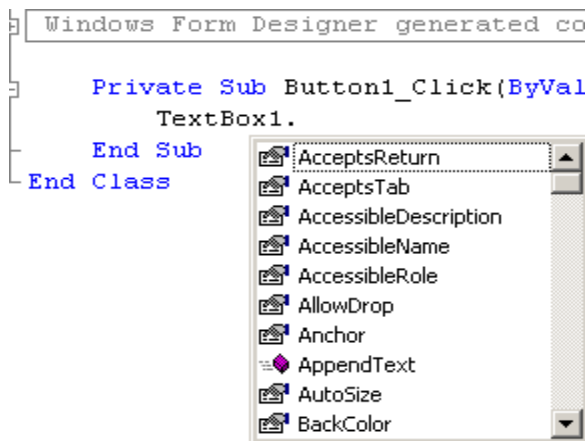 Windows Form Designer generated co
Private Sub Button1_Click(ByVal
TextBox1.
End Sub
End Class
AcceptsReturn
AcceptsTab
AccessibleDescription
AccessibleName
AccessibleRole
AllowDrop
Anchor
AppendText
AutoSize
BackColor